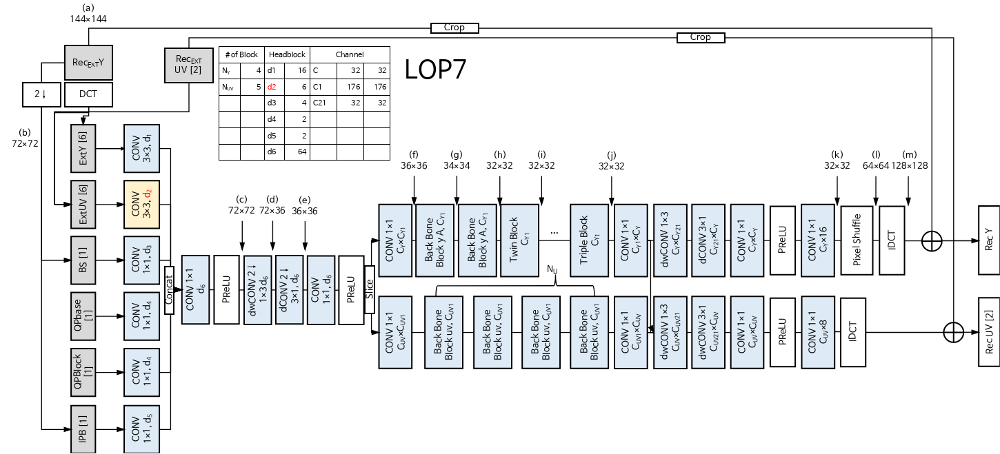 (a)
144×144
Crop
Crop
Rec_EXT Y
Rec_EXT
UV [2]
2↓
DCT
# of Block Headblock Channel
N_Y 4 d1 16 C 32 32
N_UV 5 d2 6 C1 176 176
d3 4 C21 32 32
d4 2
d5 2
d6 64
LOP7
(b)
72×72
ExtY [6]
CONV
3×3, d₁
ExtUV [6]
CONV
3×3, d₂
BS [1]
CONV
1×1, d₃
QPbase
[1]
CONV
1×1, d₄
QPBlock
[1]
CONV
1×1, d₄
IPB [1]
CONV
1×1, d₅
Concat
(c)
72×72
(d)
72×36
(e)
36×36
CONV 1×1
d₆
PReLU
dwCONV 2↓
1×3 d₆
dCONV 2↓
3×1, d₆
CONV
1×1, d₆
PReLU
Slice
(f)
36×36
(g)
34×34
(h)
32×32
(i)
32×32
(j)
32×32
(k)
32×32
(l)
64×64
(m)
128×128
CONV 1×1
C_Y×C_Y1
Back Bone
Block y A, C_Y1
Back Bone
Block y A, C_Y1
Twin Block
C_Y1
...
Triple Block
C_Y1
CONV 1×1
C_Y1×C_Y
dwCONV 1×3
C_Y×C_Y21
dCONV 3×1
C_Y21×C_Y
CONV 1×1
C_Y×C_Y
PReLU
CONV 1×1
C_Y×16
Pixel Shuffle
IDCT
Rec Y
N_U
CONV 1×1
C_UV×C_UV1
Back Bone
Block uv, C_UV1
Back Bone
Block uv, C_UV1
Back Bone
Block uv, C_UV1
Back Bone
Block uv, C_UV1
CONV 1×1
C_UV1×C_UV
dwCONV 1×3
C_UV×C_UV21
dwCONV 3×1
C_UV21×C_UV
CONV 1×1
C_UV×C_UV
PReLU
CONV 1×1
C_UV×8
IDCT
Rec UV [2]